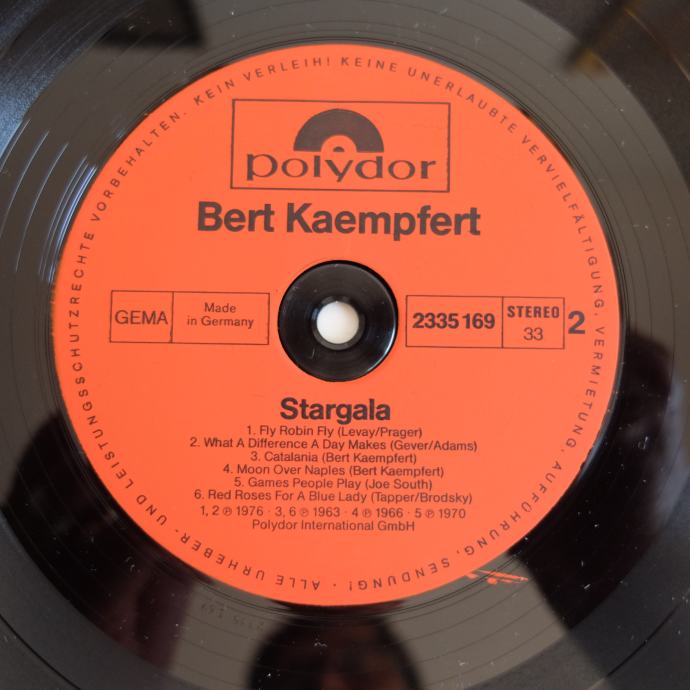 ALLE URHEBER- UND LEISTUNGSSCHUTZRECHTE VORBEHALTEN. KEIN VERLEIH! KEINE UNERLAUBTE VERVIELFÄLTIGUNG, VERMIETUNG, AUFFÜHRUNG, SENDUNG! ·
polydor
Bert Kaempfert
GEMA
Made
in Germany
2335 169
STEREO
33
2
Stargala
1. Fly Robin Fly (Levay/Prager)
2. What A Difference A Day Makes (Gever/Adams)
3. Catalania (Bert Kaempfert)
4. Moon Over Naples (Bert Kaempfert)
5. Games People Play (Joe South)
6. Red Roses For A Blue Lady (Tapper/Brodsky)
1, 2 ℗ 1976 · 3, 6 ℗ 1963 · 4 ℗ 1966 · 5 ℗ 1970
Polydor International GmbH
2335 169